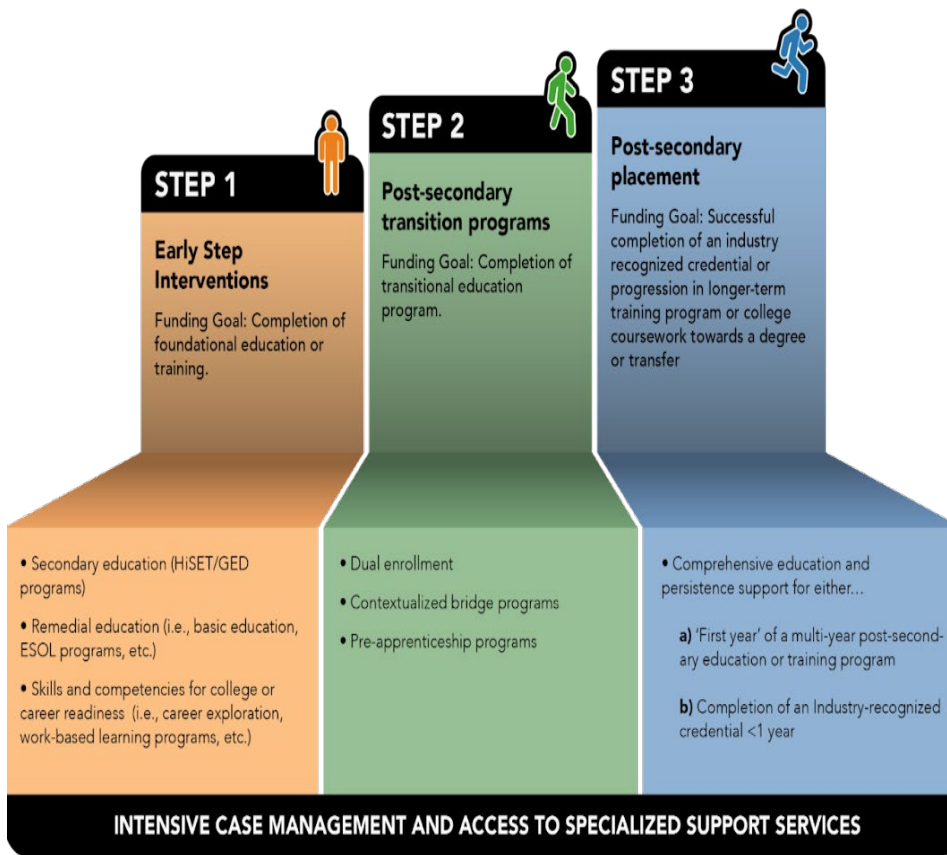 STEP 1
Early Step
Interventions
Funding Goal: Completion of
foundational education or
training.
• Secondary education (HiSET/GED
programs)
• Remedial education (i.e., basic education,
ESOL programs, etc.)
• Skills and competencies for college or
career readiness (i.e., career exploration,
work-based learning programs, etc.)
STEP 2
Post-secondary
transition programs
Funding Goal: Completion of
transitional education
program.
• Dual enrollment
• Contextualized bridge programs
• Pre-apprenticeship programs
STEP 3
Post-secondary
placement
Funding Goal: Successful
completion of an industry
recognized credential or
progression in longer-term
training program or college
coursework towards a degree
or transfer
• Comprehensive education and
persistence support for either...
a) ‘First year’ of a multi-year post-second-
ary education or training program
b) Completion of an Industry-recognized
credential <1 year
INTENSIVE CASE MANAGEMENT AND ACCESS TO SPECIALIZED SUPPORT SERVICES